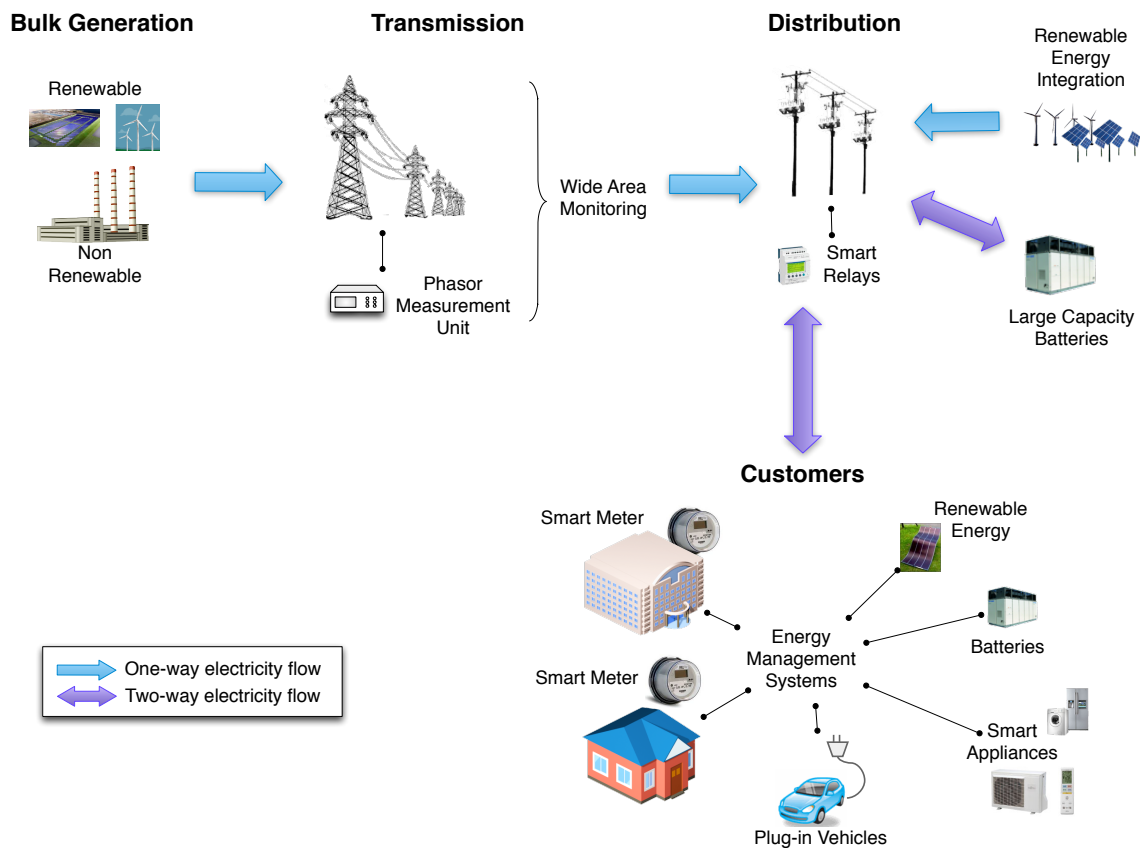 Bulk Generation
Transmission
Distribution
Renewable
Energy
Integration
Renewable
Non
Renewable
Wide Area
Monitoring
Phasor
Measurement
Unit
Smart
Relays
Large Capacity
Batteries
Customers
Smart Meter
Renewable
Energy
Energy
Management
Systems
Batteries
Smart Meter
Smart
Appliances
Plug-in Vehicles
One-way electricity flow
Two-way electricity flow